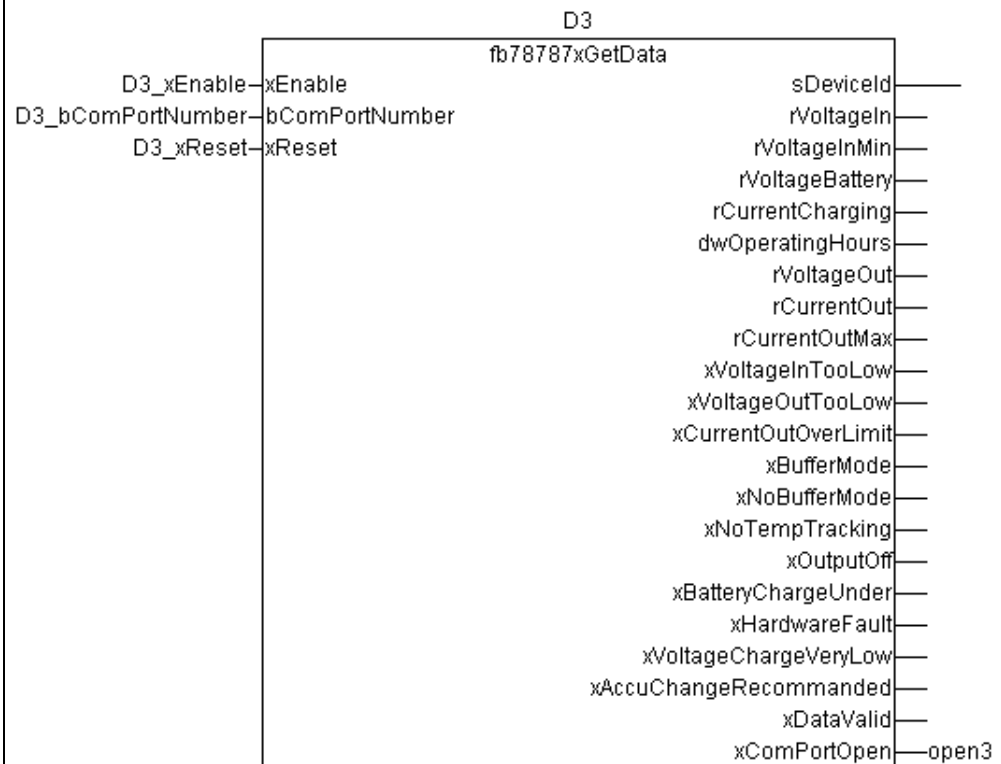 D3
fb78787xGetData
D3_xEnable xEnable sDeviceId
D3_bComPortNumber bComPortNumber rVoltageIn
D3_xReset xReset rVoltageInMin
rVoltageBattery
rCurrentCharging
dwOperatingHours
rVoltageOut
rCurrentOut
rCurrentOutMax
xVoltageInTooLow
xVoltageOutTooLow
xCurrentOutOverLimit
xBufferMode
xNoBufferMode
xNoTempTracking
xOutputOff
xBatteryChargeUnder
xHardwareFault
xVoltageChargeVeryLow
xAccuChangeRecommanded
xDataValid
xComPortOpen open3